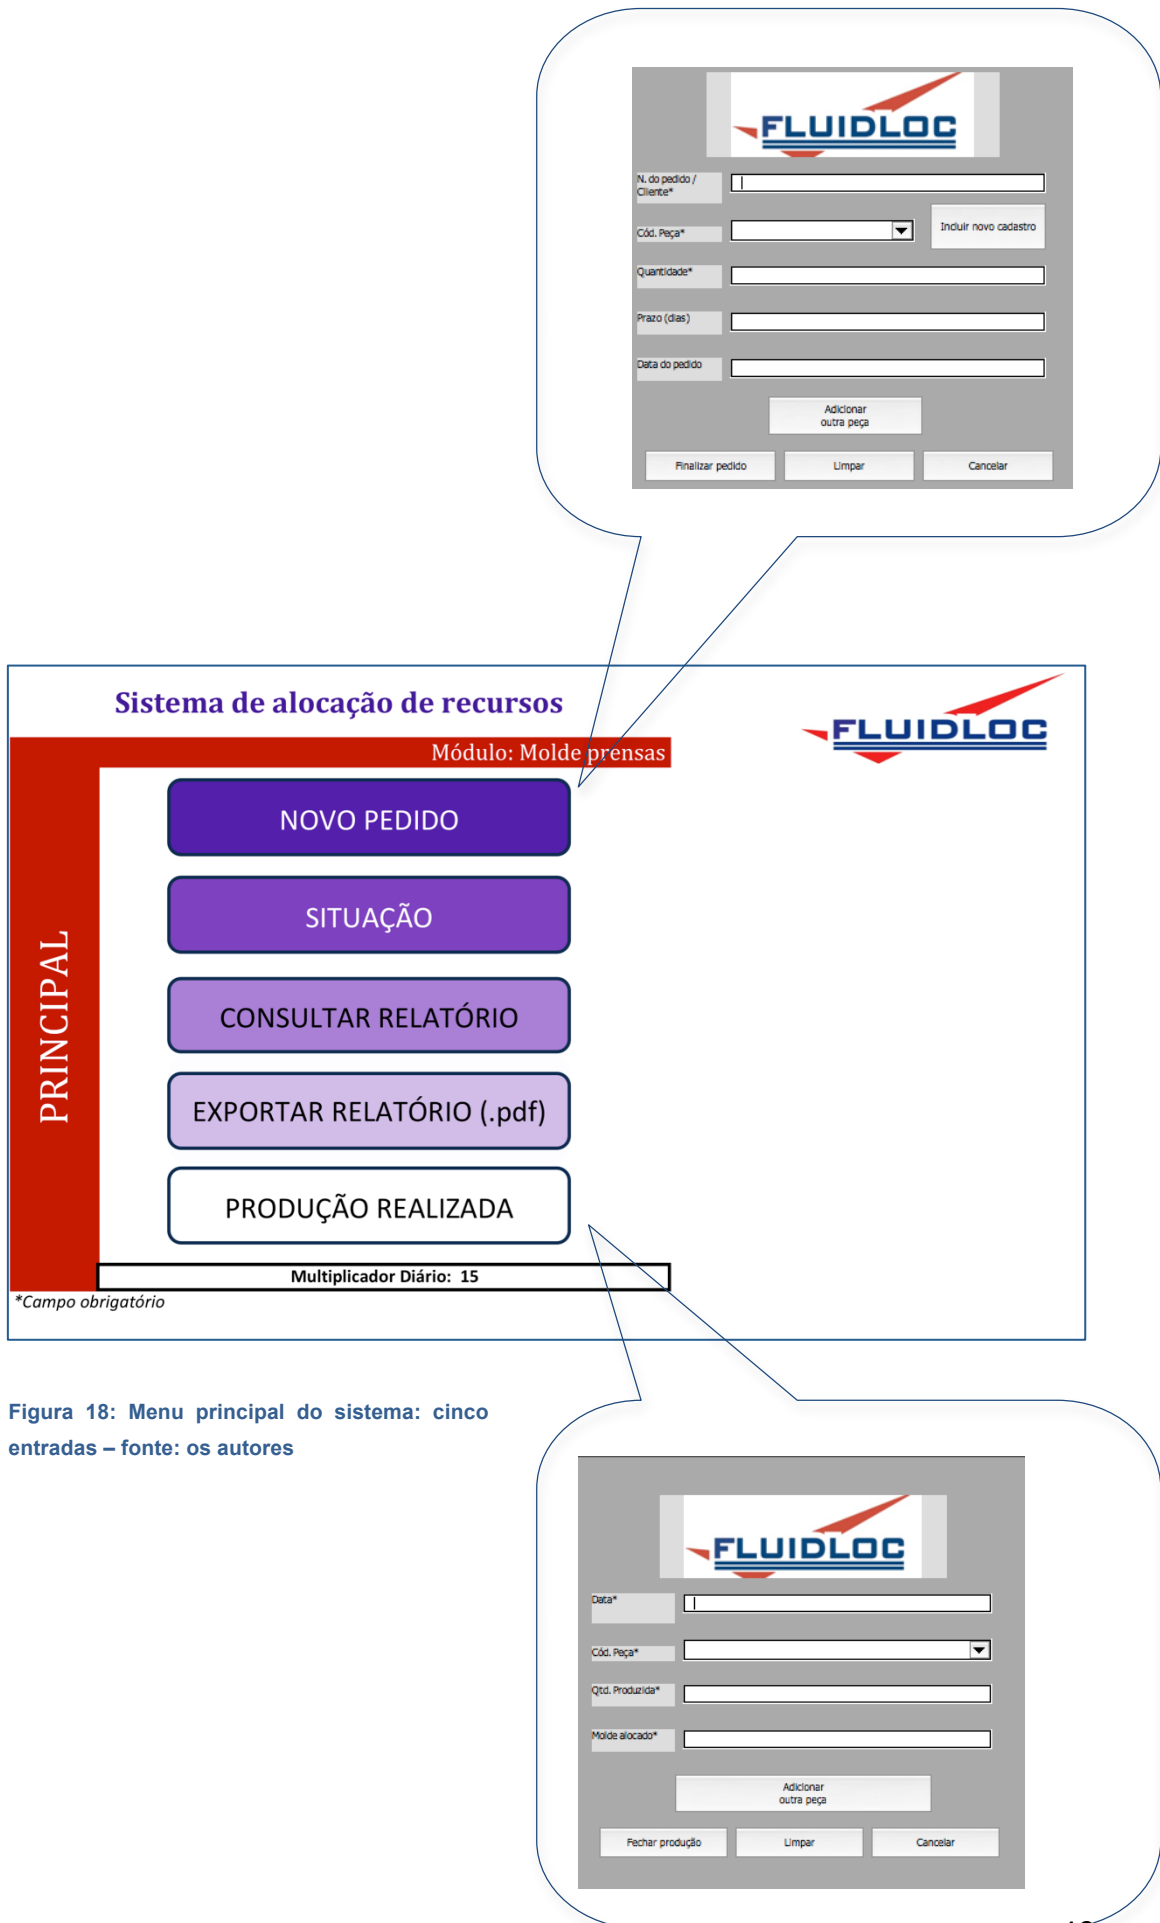 FLUIDLOC
N. do pedido /
Cliente*
Cód. Peça*
Incluir novo cadastro
Quantidade*
Prazo (dias)
Data do pedido
Adicionar
outra peça
Finalizar pedido
Limpar
Cancelar
Sistema de alocação de recursos
FLUIDLOC
Módulo: Molde prensas
PRINCIPAL
NOVO PEDIDO
SITUAÇÃO
CONSULTAR RELATÓRIO
EXPORTAR RELATÓRIO (.pdf)
PRODUÇÃO REALIZADA
Multiplicador Diário: 15
*Campo obrigatório
Figura 18: Menu principal do sistema: cinco
entradas – fonte: os autores
FLUIDLOC
Data*
Cód. Peça*
Qtd. Produzida*
Molde alocado*
Adicionar
outra peça
Fechar produção
Limpar
Cancelar